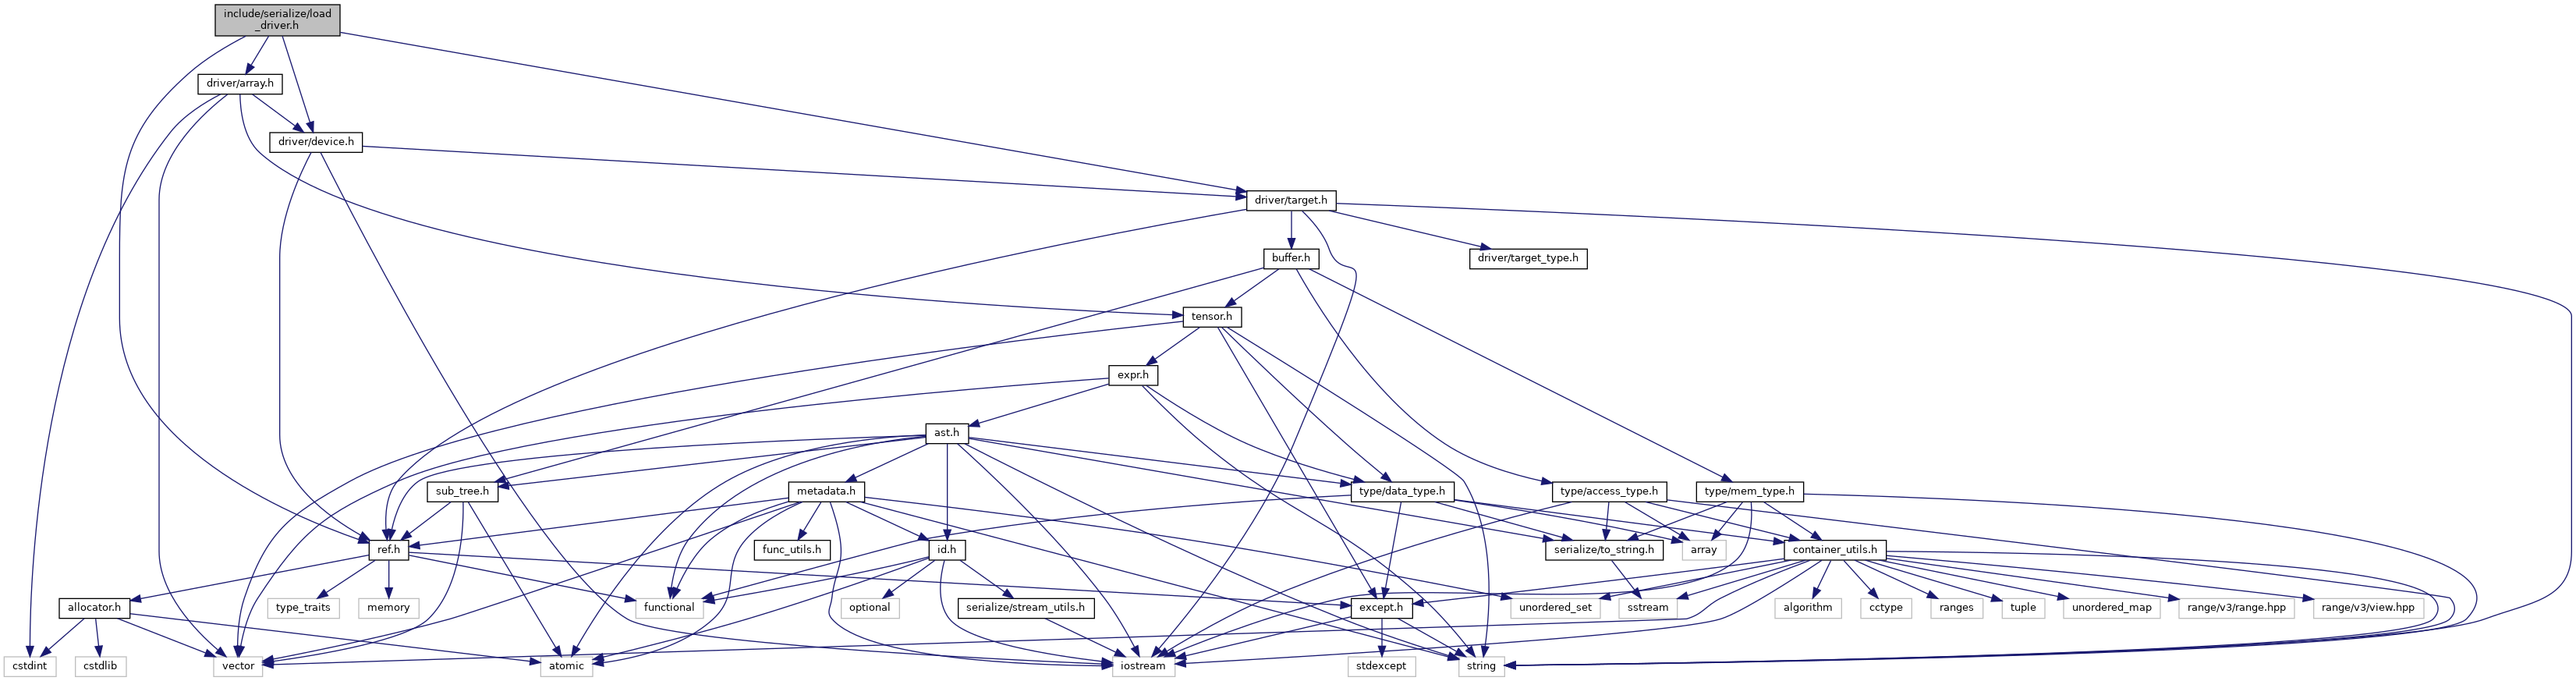 include/serialize/load
_driver.h
driver/array.h
driver/device.h
driver/target.h
buffer.h
driver/target_type.h
tensor.h
expr.h
ast.h
sub_tree.h
metadata.h
type/data_type.h
type/access_type.h
type/mem_type.h
ref.h
func_utils.h
id.h
serialize/to_string.h
array
container_utils.h
allocator.h
type_traits
memory
functional
optional
serialize/stream_utils.h
except.h
unordered_set
sstream
algorithm
cctype
ranges
tuple
unordered_map
range/v3/range.hpp
range/v3/view.hpp
cstdint
cstdlib
vector
atomic
iostream
stdexcept
string